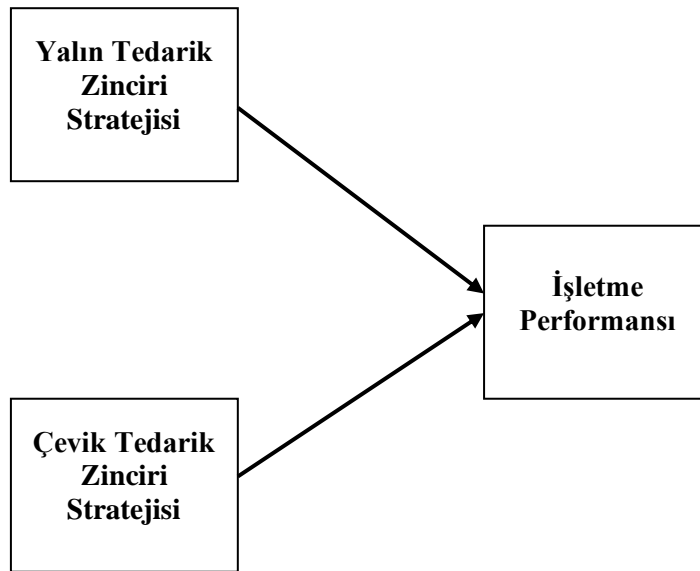 Yalın Tedarik
Zinciri
Stratejisi
İşletme
Performansı
Çevik Tedarik
Zinciri
Stratejisi